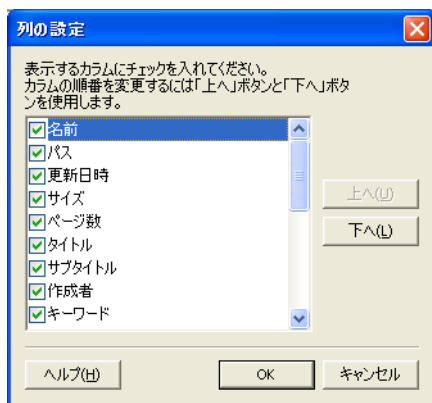 列の設定
表示するカラムにチェックを入れてください。
カラムの順番を変更するには「上へ」ボタンと「下へ」ボタ
ンを使用します。
名前
パス
更新日時
サイズ
ページ数
タイトル
サブタイトル
作成者
キーワード
上へ(U)
下へ(L)
ヘルプ(H)
OK
キャンセル